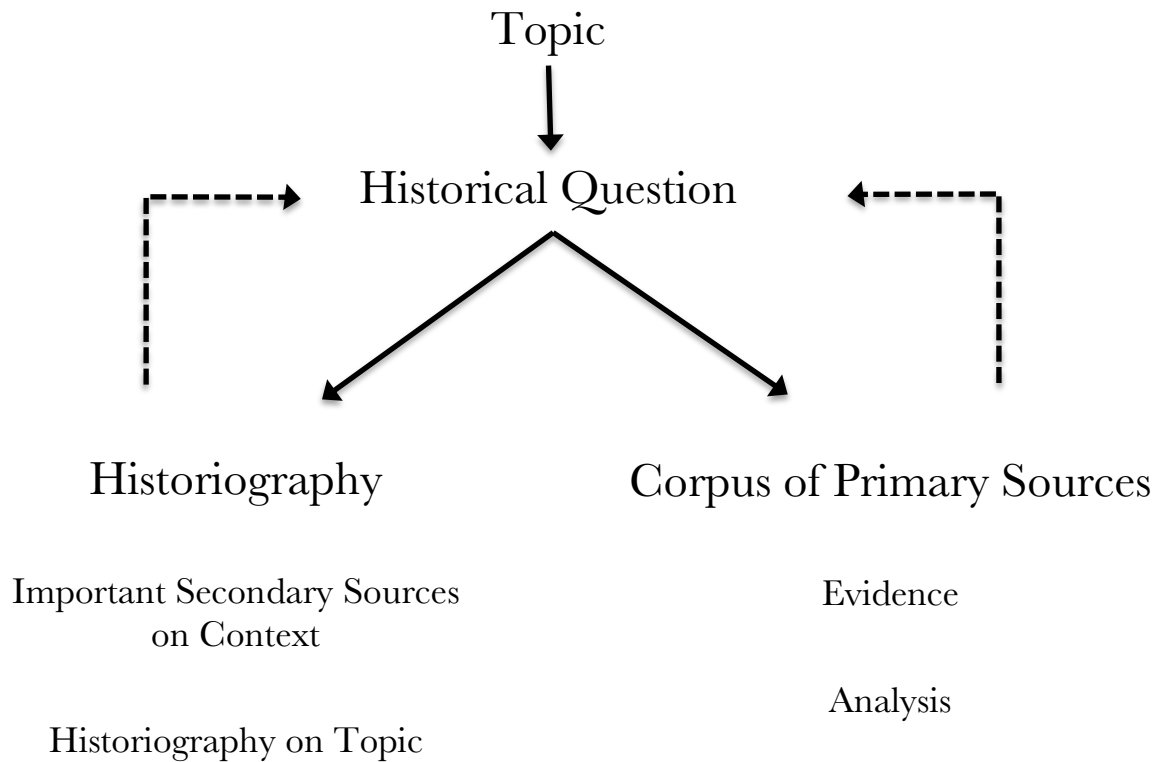 Topic
Historical Question
Historiography
Corpus of Primary Sources
Important Secondary Sources
on Context
Evidence
Analysis
Historiography on Topic